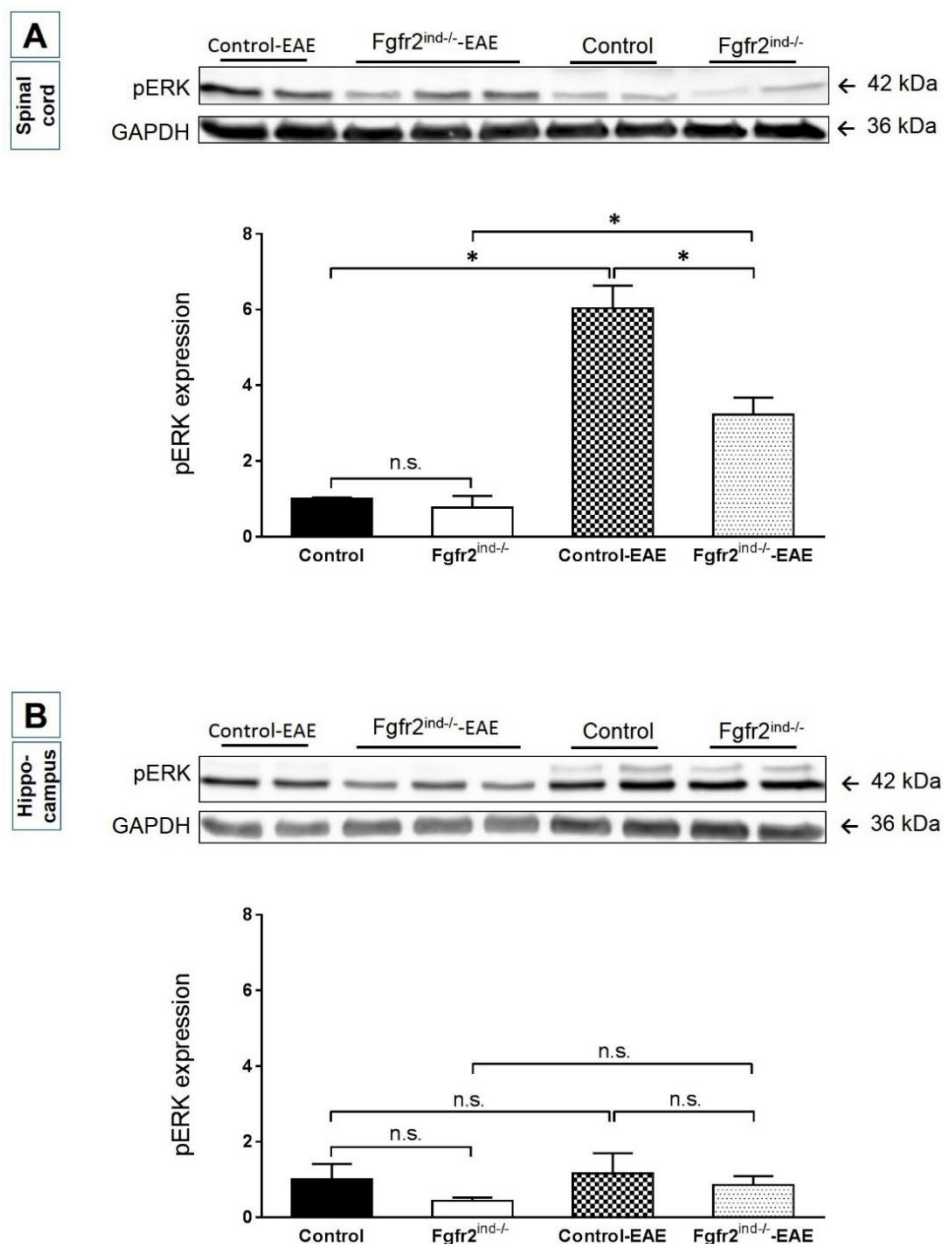 A
Spinal
cord
Control-EAE Fgfr2ind-/--EAE Control Fgfr2ind-/-
pERK ← 42 kDa
GAPDH ← 36 kDa
8
6
4
2
0
pERK expression
*
* *
n.s.
Control Fgfr2ind-/- Control-EAE Fgfr2ind-/--EAE
B
Hippo-
campus
Control-EAE Fgfr2ind-/--EAE Control Fgfr2ind-/-
pERK ← 42 kDa
GAPDH ← 36 kDa
8
6
4
2
0
pERK expression
n.s.
n.s. n.s.
n.s.
Control Fgfr2ind-/- Control-EAE Fgfr2ind-/--EAE